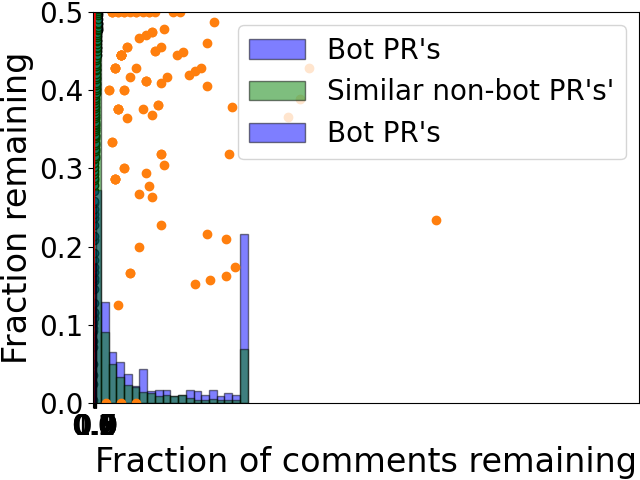 0.5
0.4
0.3
0.2
0.1
0.0
Fraction remaining
Bot PR's
Similar non-bot PR's'
Bot PR's
Fraction of comments remaining